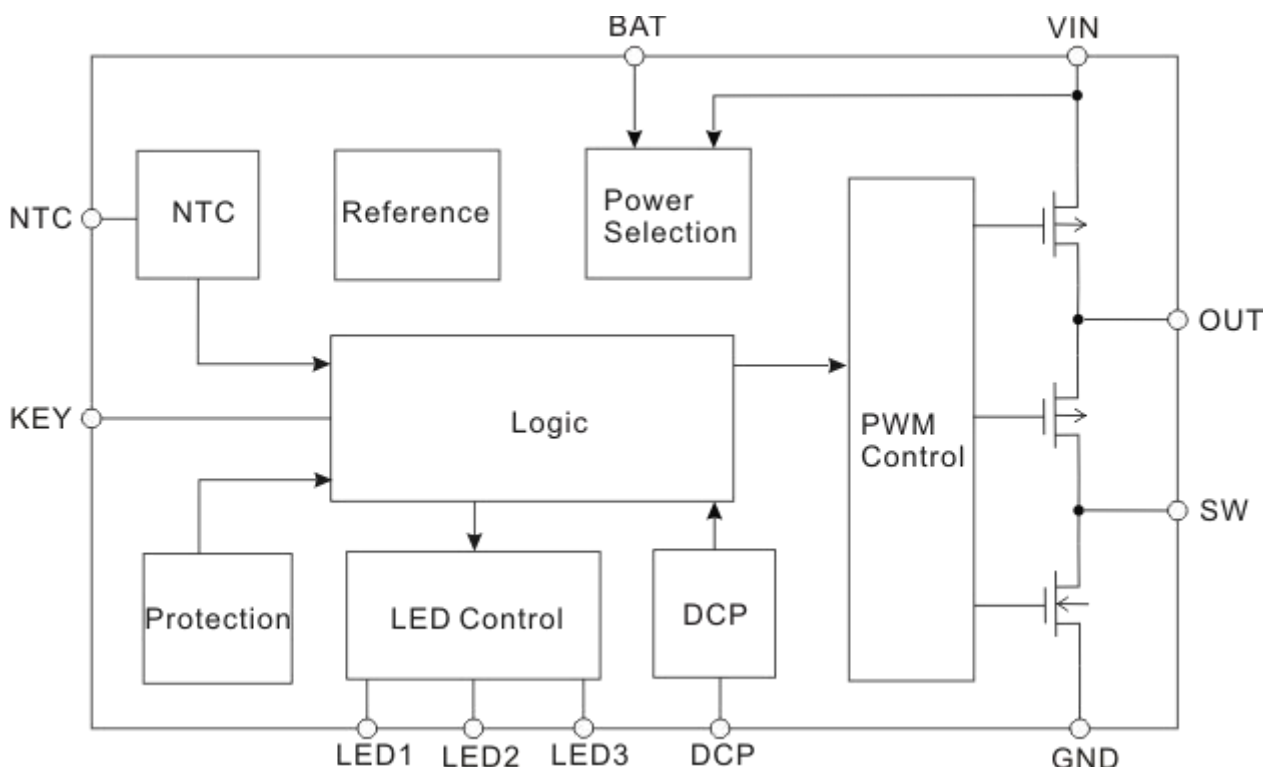 BAT
VIN
NTC
NTC
Reference
Power
Selection
OUT
KEY
Logic
PWM
Control
SW
Protection
LED Control
DCP
LED1
LED2
LED3
DCP
GND